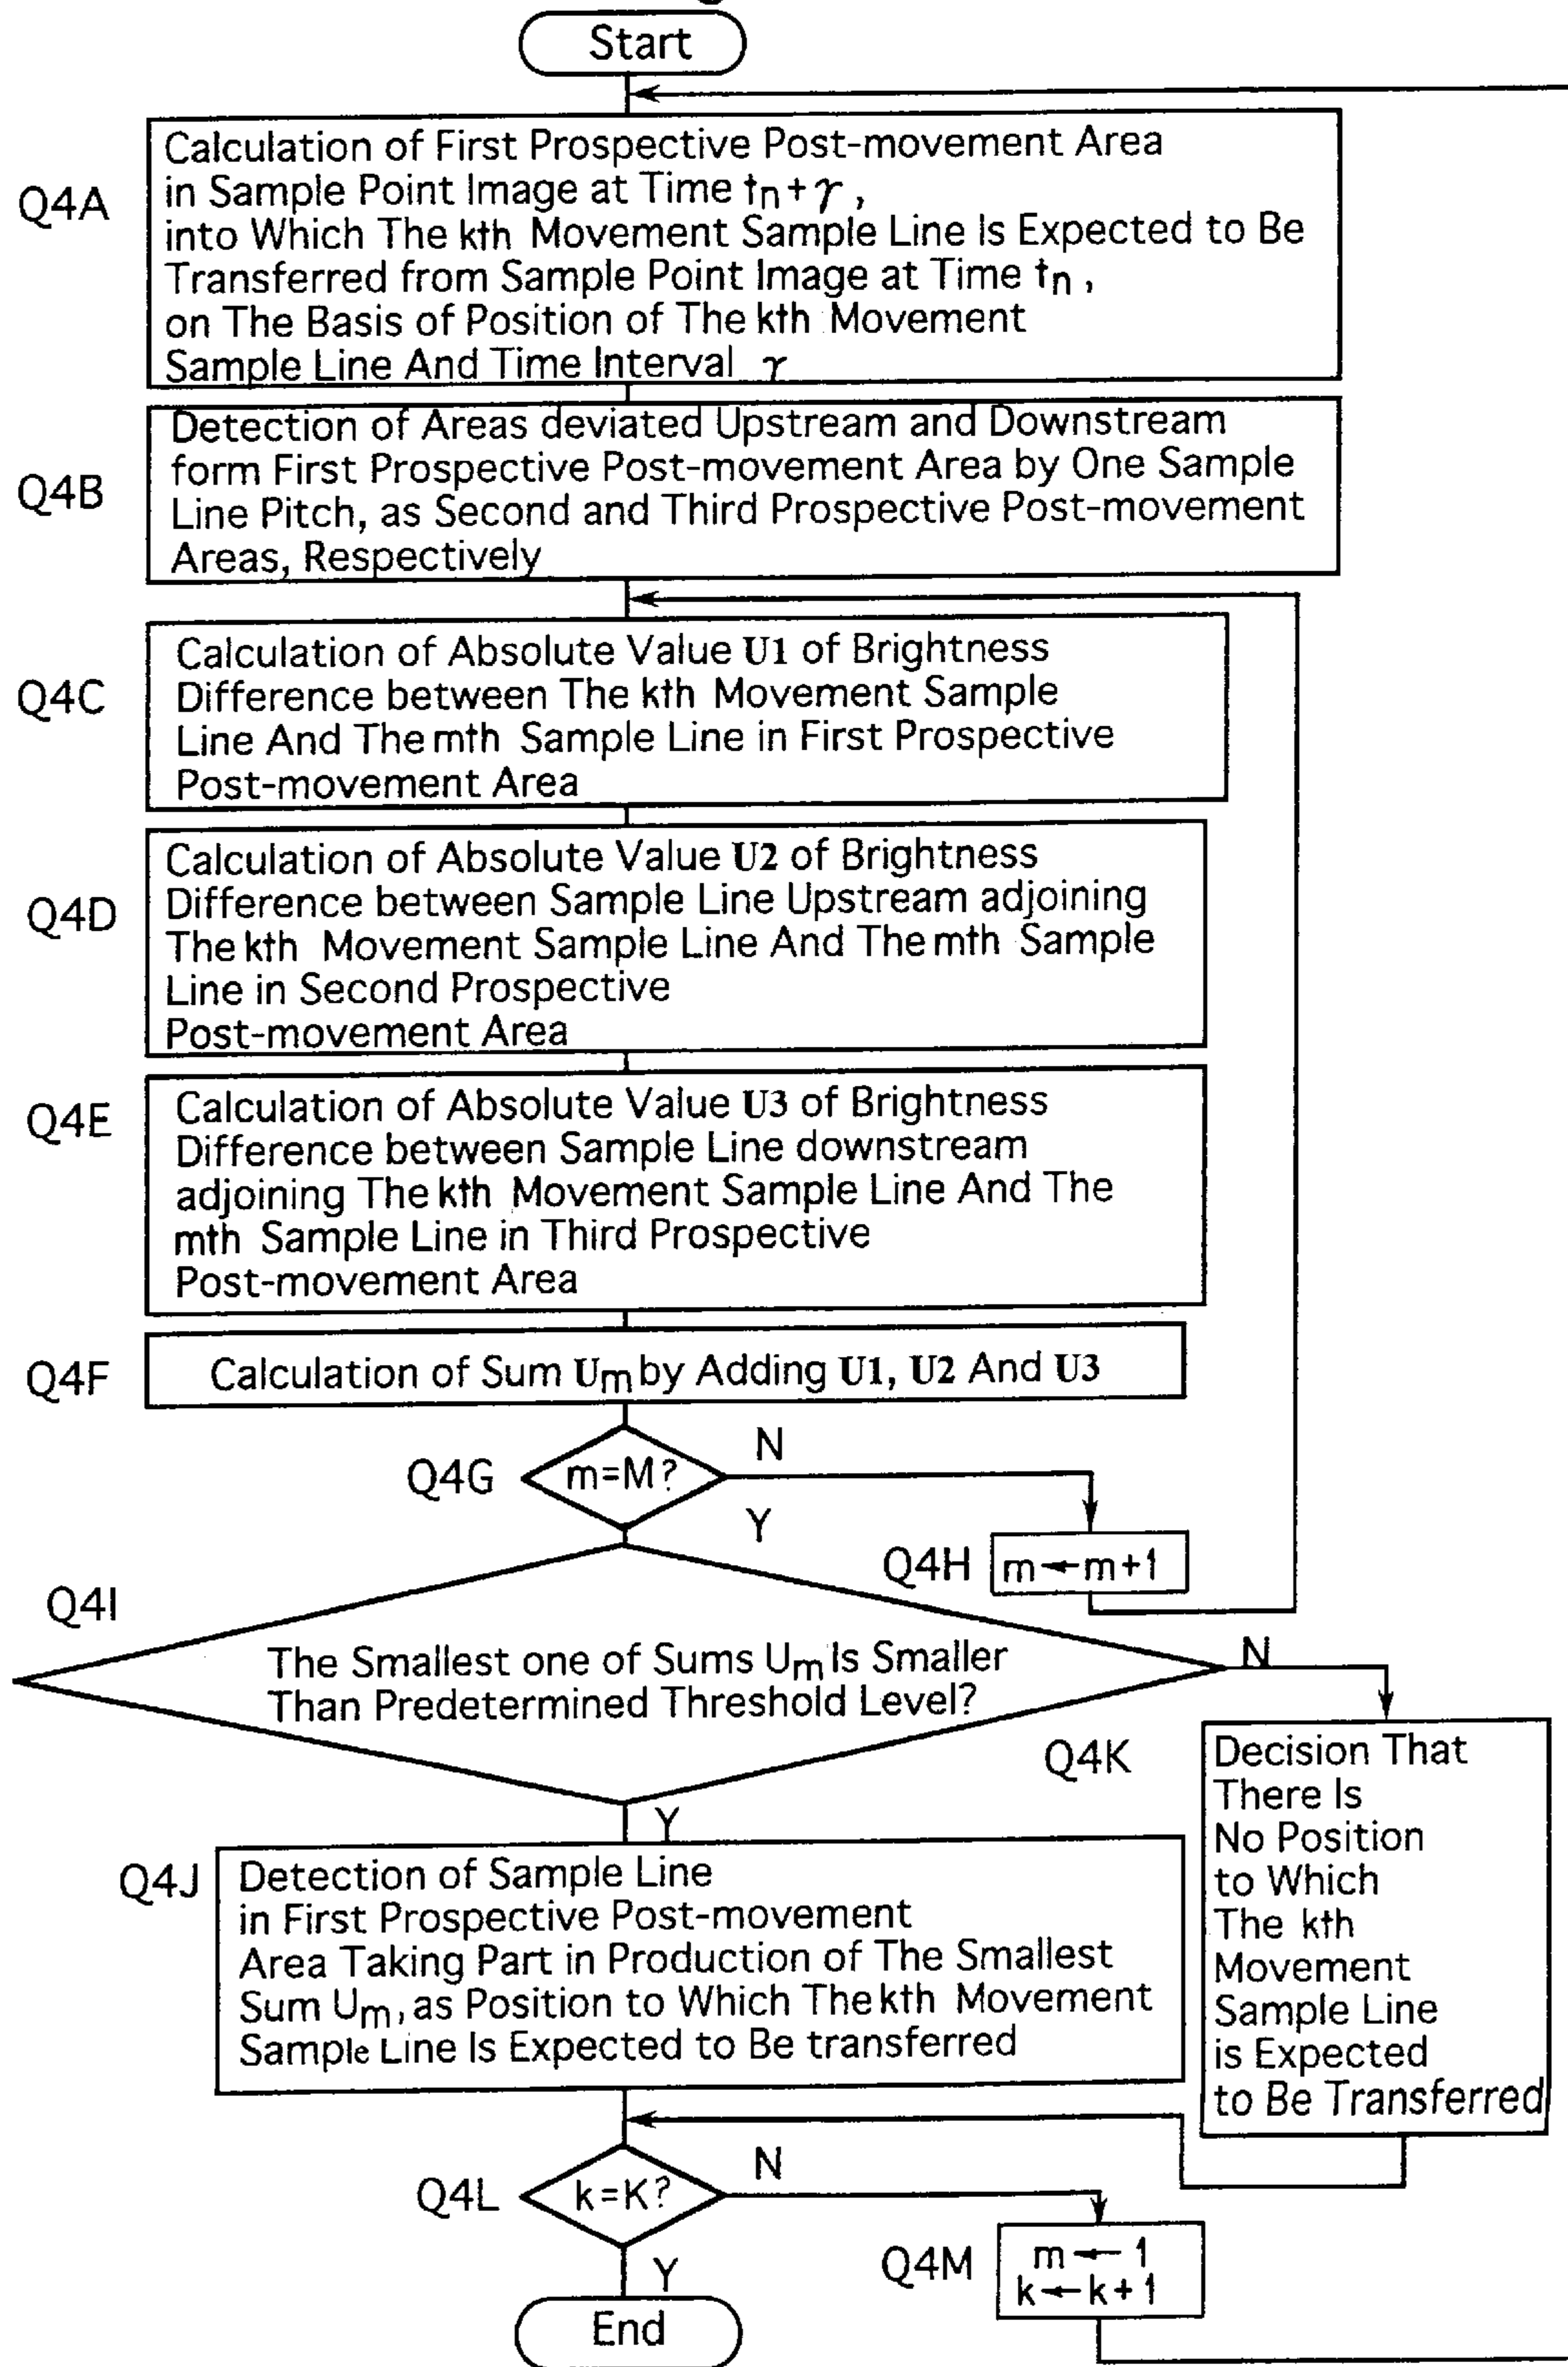 Start
Q4A
Calculation of First Prospective Post-movement Area
in Sample Point Image at Time tn+γ,
into Which The kth Movement Sample Line Is Expected to Be
Transferred from Sample Point Image at Time tn,
on The Basis of Position of The kth Movement
Sample Line And Time Interval γ
Q4B
Detection of Areas deviated Upstream and Downstream
form First Prospective Post-movement Area by One Sample
Line Pitch, as Second and Third Prospective Post-movement
Areas, Respectively
Q4C
Calculation of Absolute Value U1 of Brightness
Difference between The kth Movement Sample
Line And The mth Sample Line in First Prospective
Post-movement Area
Q4D
Calculation of Absolute Value U2 of Brightness
Difference between Sample Line Upstream adjoining
The kth Movement Sample Line And The mth Sample
Line in Second Prospective
Post-movement Area
Q4E
Calculation of Absolute Value U3 of Brightness
Difference between Sample Line downstream
adjoining The kth Movement Sample Line And The
mth Sample Line in Third Prospective
Post-movement Area
Q4F
Calculation of Sum Um by Adding U1, U2 And U3
Q4G
m=M?
N
Y
Q4H
m←m+1
Q4I
The Smallest one of Sums Um Is Smaller
Than Predetermined Threshold Level?
N
Y
Q4K
Decision That
There Is
No Position
to Which
The kth
Movement
Sample Line
is Expected
to Be Transferred
Q4J
Detection of Sample Line
in First Prospective Post-movement
Area Taking Part in Production of The Smallest
Sum Um, as Position to Which The kth Movement
Sample Line Is Expected to Be transferred
Q4L
k=K?
N
Y
Q4M
m←1
k←k+1
End